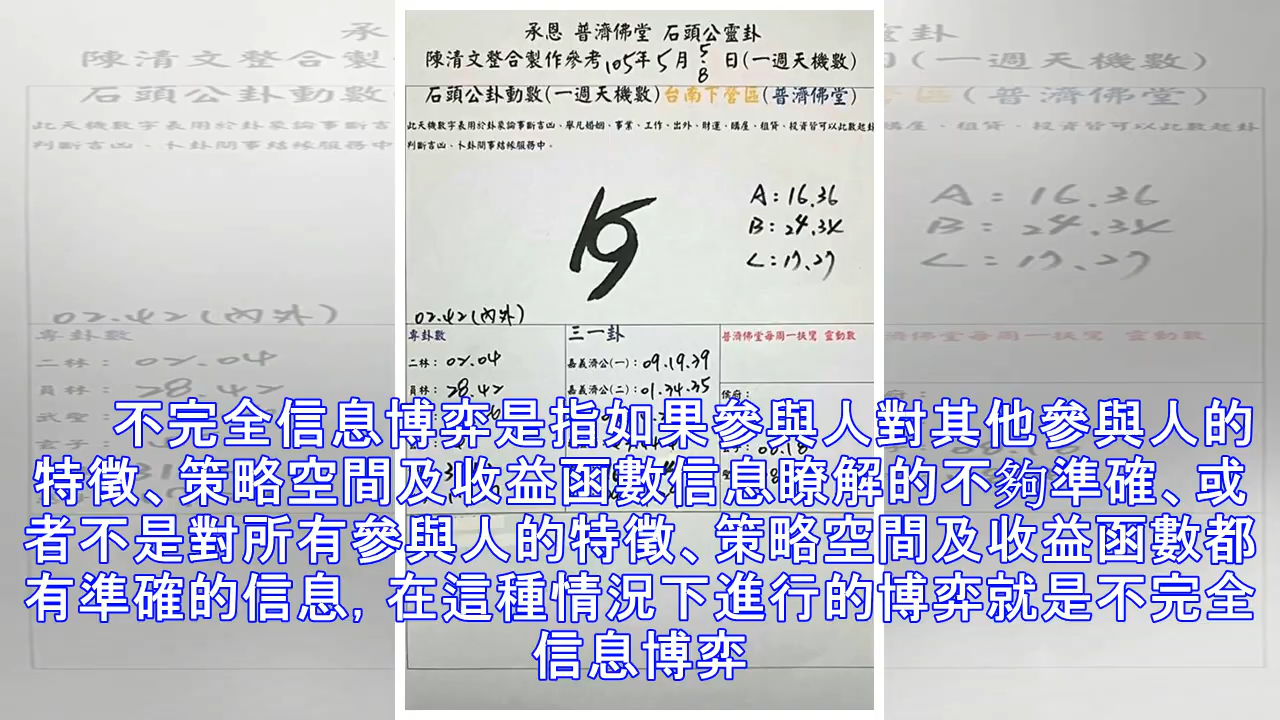 承恩 普濟佛堂 石頭公靈卦
陳清文整合製作參考105年5月5.8日(一週天機數)
石頭公卦動數(一週天機數)台南下營區(普濟佛堂)
此天機數字表用於卦象論事斷吉凶、舉凡婚姻、事業、工作、出外、財運、購屋、租賃、投資皆可以此數起卦
判斷吉凶、卜卦問事結緣服務中。
A:16.36
B:24.34
C:17.27
02.42(內外)
專卦數
二林:02.04
員林:28.42
三一卦
嘉義濟公(一):09.19.39
嘉義濟公(二):01.34.35
普濟佛堂每周一扶鸞 靈動數
08.18
不完全信息博弈是指如果參與人對其他參與人的
特徵、策略空間及收益函數信息瞭解的不夠準確、或
者不是對所有參與人的特徵、策略空間及收益函數都
有準確的信息, 在這種情況下進行的博弈就是不完全
信息博弈